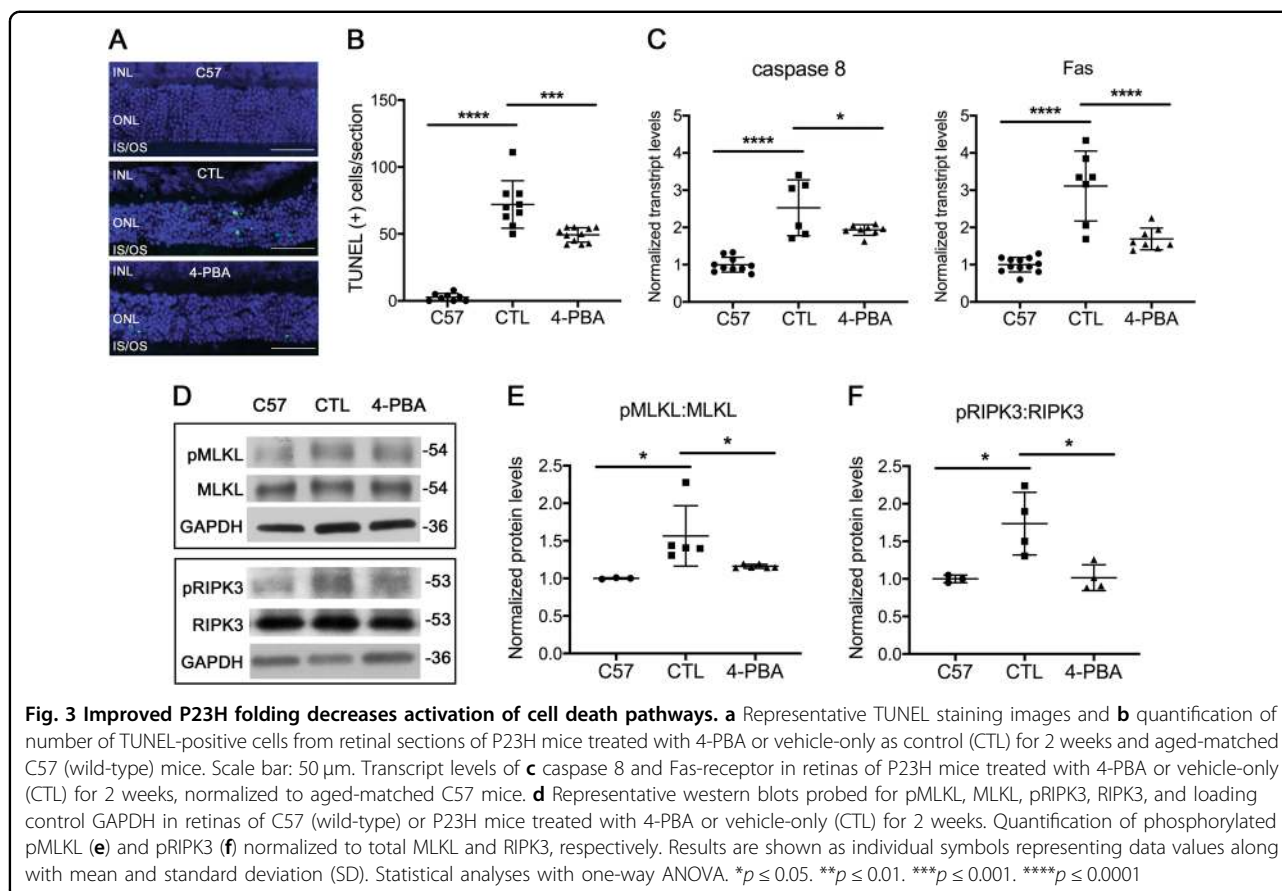 A
INL
C57
ONL
IS/OS
INL
CTL
ONL
IS/OS
INL
4-PBA
ONL
IS/OS
B
TUNEL (+) cells/section
150
100
50
0
****
***
C57 CTL 4-PBA
C
caspase 8
Normalized transtript levels
5
4
3
2
1
0
****
*
C57 CTL 4-PBA
Fas
Normalized transcript levels
5
4
3
2
1
0
****
****
C57 CTL 4-PBA
D
C57 CTL 4-PBA
pMLKL -54
MLKL -54
GAPDH -36
pRIPK3 -53
RIPK3 -53
GAPDH -36
E
pMLKL:MLKL
Normalized protein levels
2.5
2.0
1.5
1.0
0.5
0.0
*
*
C57 CTL 4-PBA
F
pRIPK3:RIPK3
Normalized protein levels
2.5
2.0
1.5
1.0
0.5
0.0
*
*
C57 CTL 4-PBA
Fig. 3 Improved P23H folding decreases activation of cell death pathways. a Representative TUNEL staining images and b quantification of
number of TUNEL-positive cells from retinal sections of P23H mice treated with 4-PBA or vehicle-only as control (CTL) for 2 weeks and aged-matched
C57 (wild-type) mice. Scale bar: 50 μm. Transcript levels of c caspase 8 and Fas-receptor in retinas of P23H mice treated with 4-PBA or vehicle-only
(CTL) for 2 weeks, normalized to aged-matched C57 mice. d Representative western blots probed for pMLKL, MLKL, pRIPK3, RIPK3, and loading
control GAPDH in retinas of C57 (wild-type) or P23H mice treated with 4-PBA or vehicle-only (CTL) for 2 weeks. Quantification of phosphorylated
pMLKL (e) and pRIPK3 (f) normalized to total MLKL and RIPK3, respectively. Results are shown as individual symbols representing data values along
with mean and standard deviation (SD). Statistical analyses with one-way ANOVA. *p ≤ 0.05. **p ≤ 0.01. ***p ≤ 0.001. ****p ≤ 0.0001